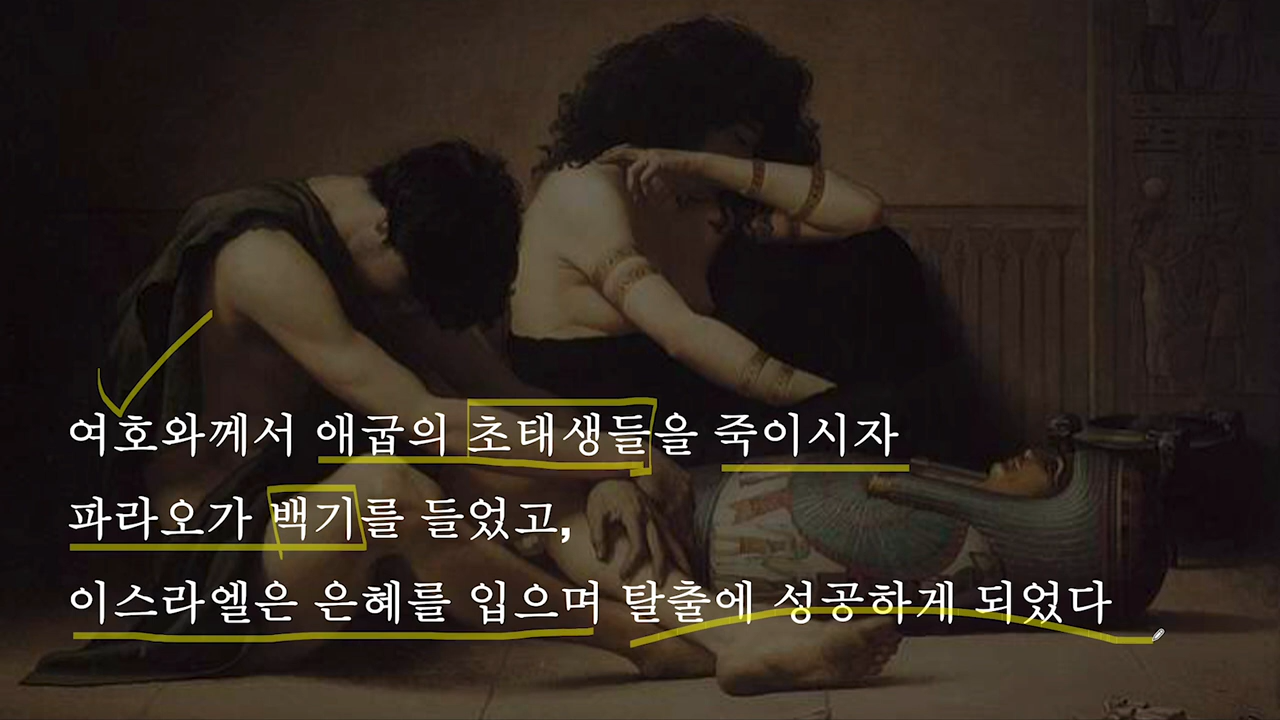 여호와께서 애굽의 초태생들을 죽이시자
파라오가 백기를 들었고,
이스라엘은 은혜를 입으며 탈출에 성공하게 되었다